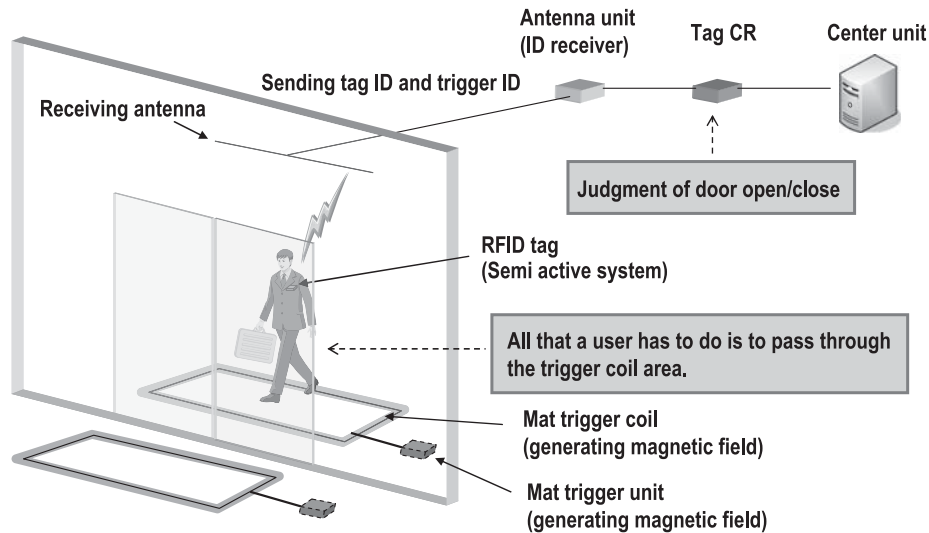 Antenna unit
(ID receiver)
Tag CR
Center unit
Sending tag ID and trigger ID
Receiving antenna
Judgment of door open/close
RFID tag
(Semi active system)
All that a user has to do is to pass through
the trigger coil area.
Mat trigger coil
(generating magnetic field)
Mat trigger unit
(generating magnetic field)